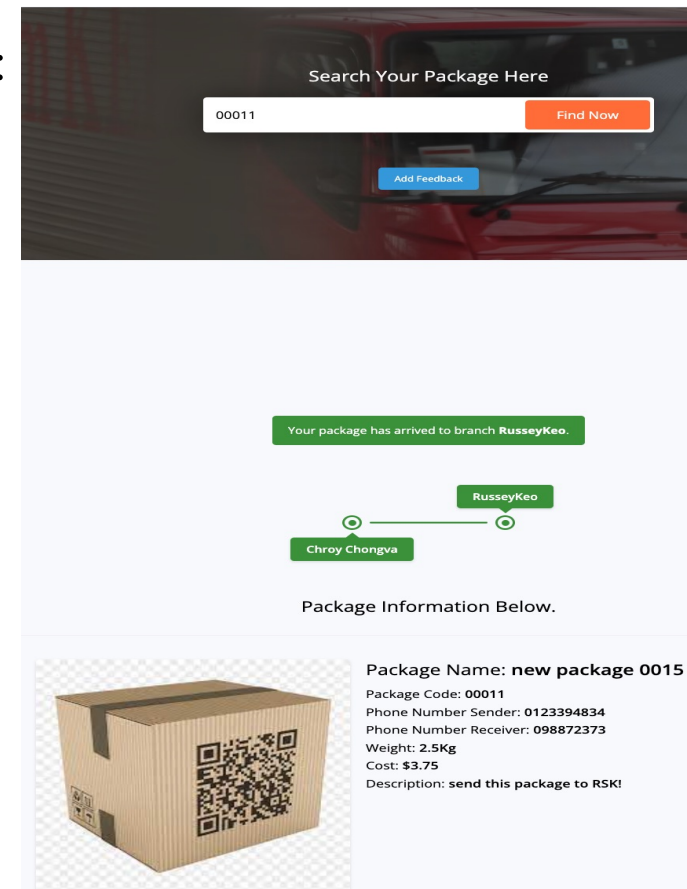 :
Search Your Package Here
00011
Find Now
Add Feedback
Your package has arrived to branch RusseyKeo.
RusseyKeo
Chroy Chongva
Package Information Below.
Package Name: new package 0015
Package Code: 00011
Phone Number Sender: 0123394834
Phone Number Receiver: 098872373
Weight: 2.5Kg
Cost: $3.75
Description: send this package to RSK!